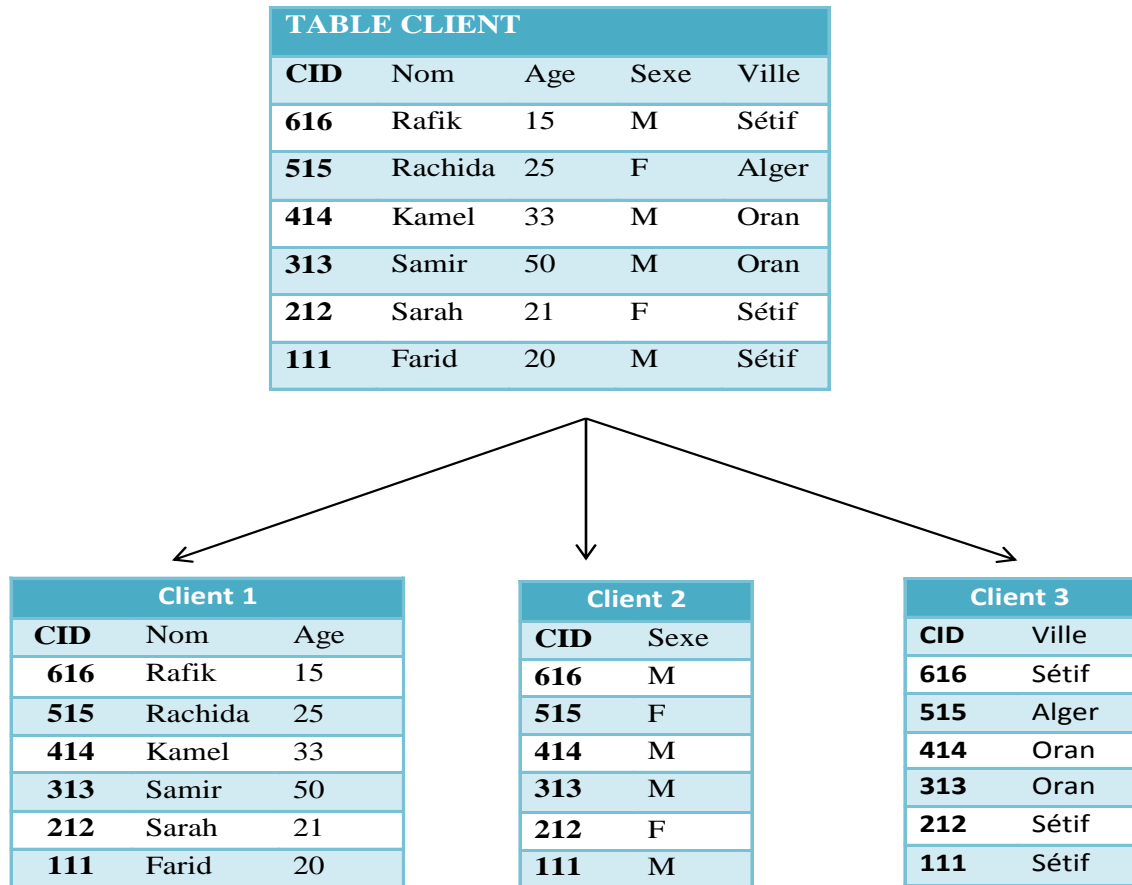 TABLE CLIENT
CID Nom Age Sexe Ville
616 Rafik 15 M Sétif
515 Rachida 25 F Alger
414 Kamel 33 M Oran
313 Samir 50 M Oran
212 Sarah 21 F Sétif
111 Farid 20 M Sétif
Client 1
CID Nom Age
616 Rafik 15
515 Rachida 25
414 Kamel 33
313 Samir 50
212 Sarah 21
111 Farid 20
Client 2
CID Sexe
616 M
515 F
414 M
313 M
212 F
111 M
Client 3
CID Ville
616 Sétif
515 Alger
414 Oran
313 Oran
212 Sétif
111 Sétif